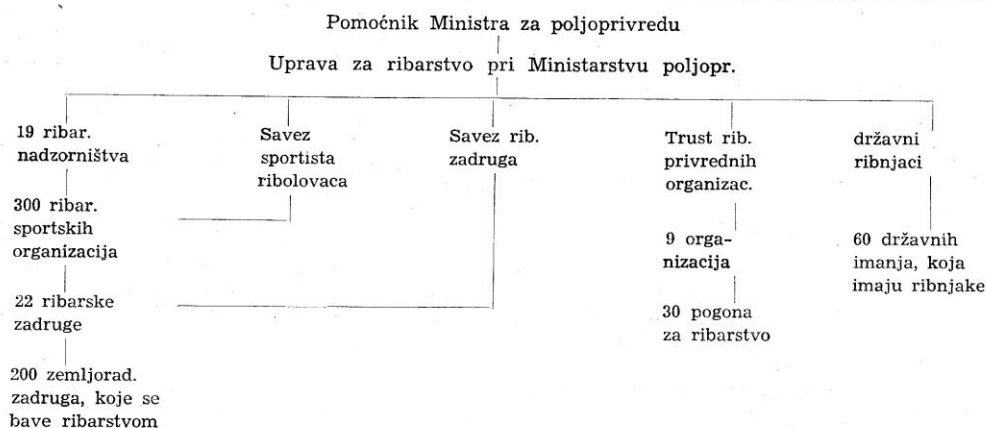 Pomoćnik Ministra za poljoprivredu
Uprava za ribarstvo pri Ministarstvu poljopr.
19 ribar.
nadzorništva
Savez
sportista
ribolovaca
Savez rib.
zadruga
Trust rib.
privrednih
organizac.
državni
ribnjaci
300 ribar.
sportskih
organizacija
9 orga-
nizacija
60 državnih
imanja, koja
imaju ribnjake
22 ribarske
zadruge
30 pogona
za ribarstvo
200 zemljorad.
zadruga, koje se
bave ribarstvom